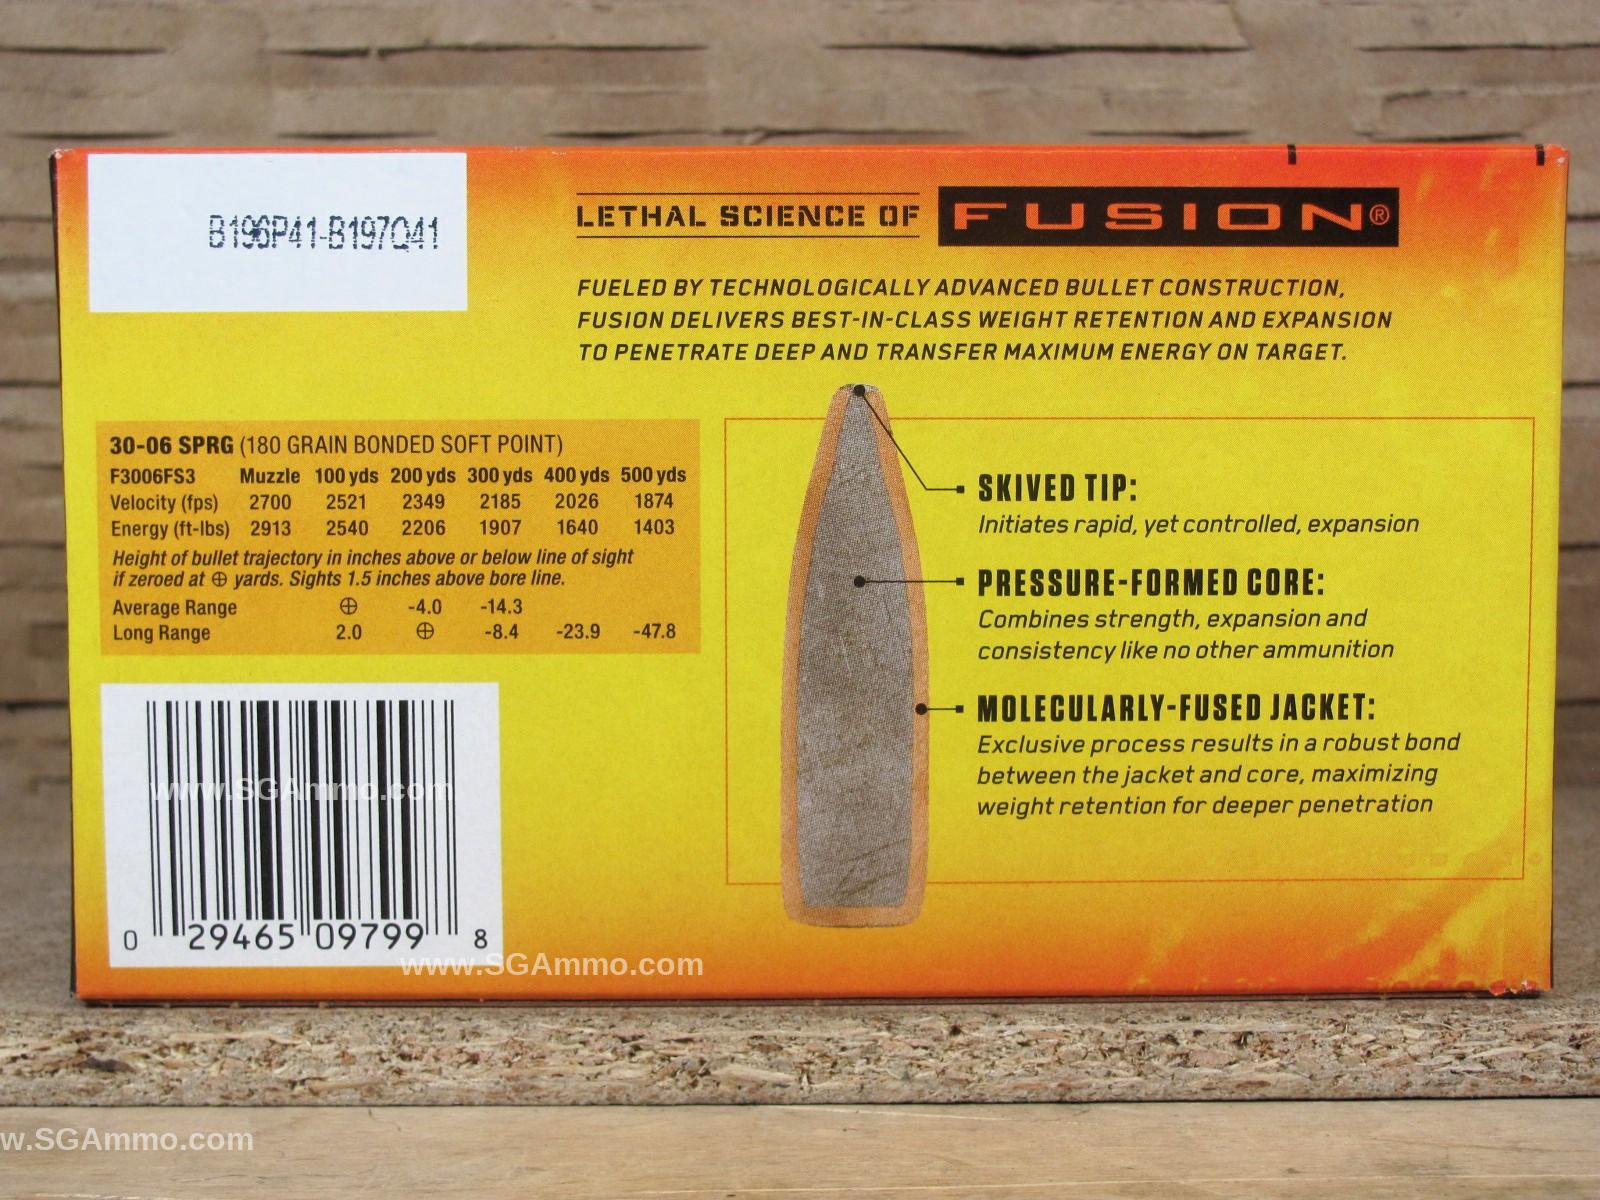 B196P41-B197Q41
LETHAL SCIENCE OF FUSION®
FUELED BY TECHNOLOGICALLY ADVANCED BULLET CONSTRUCTION,
FUSION DELIVERS BEST-IN-CLASS WEIGHT RETENTION AND EXPANSION
TO PENETRATE DEEP AND TRANSFER MAXIMUM ENERGY ON TARGET.
30-06 SPRG (180 GRAIN BONDED SOFT POINT)
F3006FS3 Muzzle 100 yds 200 yds 300 yds 400 yds 500 yds
Velocity (fps) 2700 2521 2349 2185 2026 1874
Energy (ft-lbs) 2913 2540 2206 1907 1640 1403
Height of bullet trajectory in inches above or below line of sight
if zeroed at ⊕ yards. Sights 1.5 inches above bore line.
Average Range ⊕ -4.0 -14.3
Long Range 2.0 ⊕ -8.4 -23.9 -47.8
SKIVED TIP:
Initiates rapid, yet controlled, expansion
PRESSURE-FORMED CORE:
Combines strength, expansion and
consistency like no other ammunition
MOLECULARLY-FUSED JACKET:
Exclusive process results in a robust bond
between the jacket and core, maximizing
weight retention for deeper penetration
www.SGAmmo.com
0 29465 09799 8
www.SGAmmo.com
w.SGAmmo.com